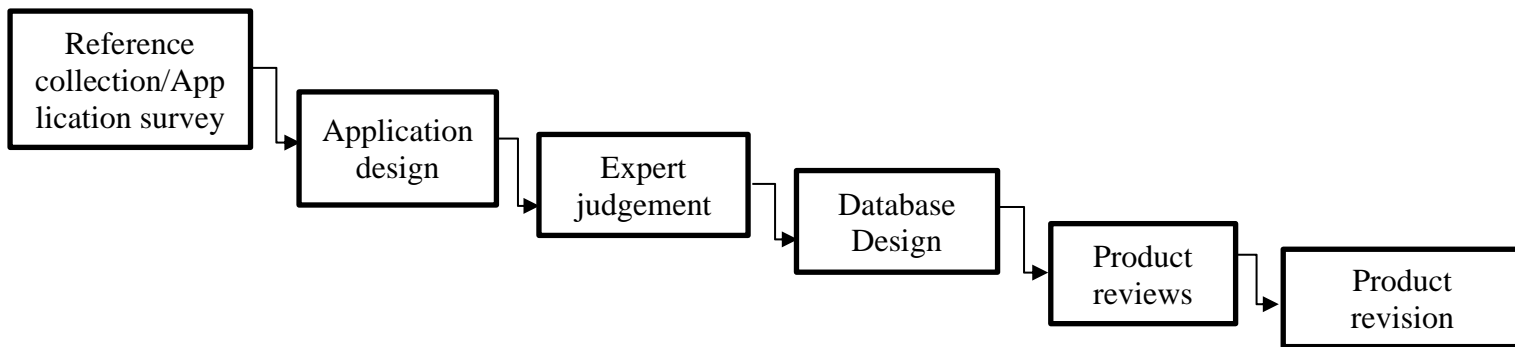 Reference
collection/App
lication survey
Application
design
Expert
judgement
Database
Design
Product
reviews
Product
revision